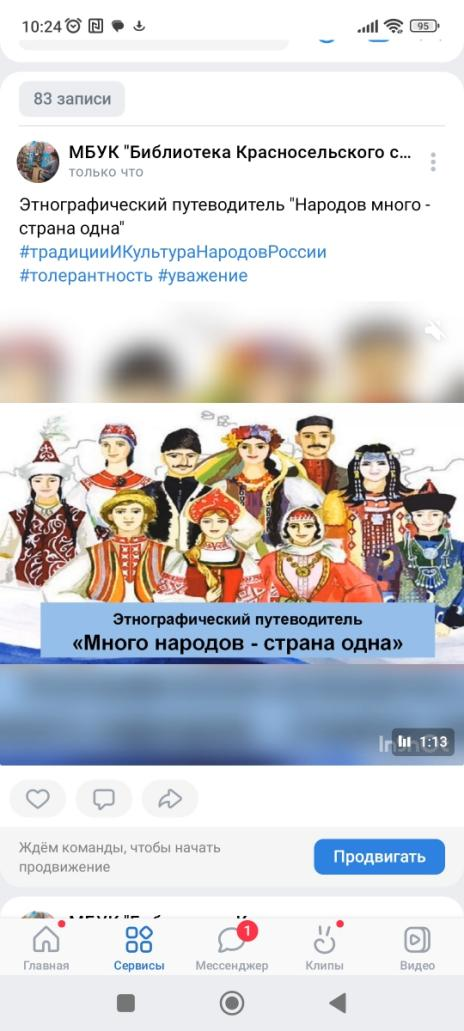 10:24
95
83 записи
МБУК "Библиотека Красносельского с...
только что
Этнографический путеводитель "Народов много -
страна одна"
#традицииИКультураНародовРоссии
#толерантность #уважение
Этнографический путеводитель
«Много народов - страна одна»
1:13
Ждём команды, чтобы начать
продвижение
Продвигать
1
Главная
Сервисы
Мессенджер
Клипы
Видео